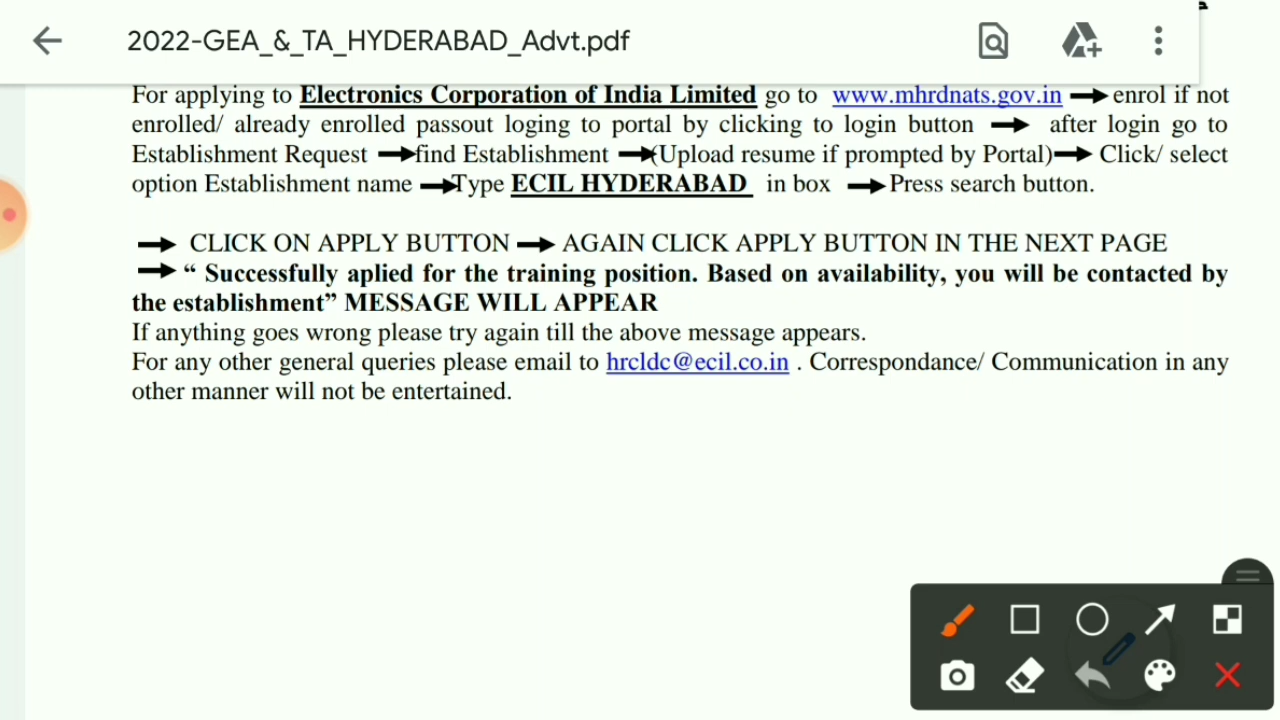 2022-GEA_&_TA_HYDERABAD_Advt.pdf
For applying to Electronics Corporation of India Limited go to www.mhrdnats.gov.in → enrol if not
enrolled/ already enrolled passout loging to portal by clicking to login button → after login go to
Establishment Request →find Establishment →(Upload resume if prompted by Portal)→ Click/ select
option Establishment name →Type ECIL HYDERABAD in box → Press search button.
→ CLICK ON APPLY BUTTON → AGAIN CLICK APPLY BUTTON IN THE NEXT PAGE
→ “ Successfully aplied for the training position. Based on availability, you will be contacted by
the establishment” MESSAGE WILL APPEAR
If anything goes wrong please try again till the above message appears.
For any other general queries please email to hrcldc@ecil.co.in . Correspondance/ Communication in any
other manner will not be entertained.